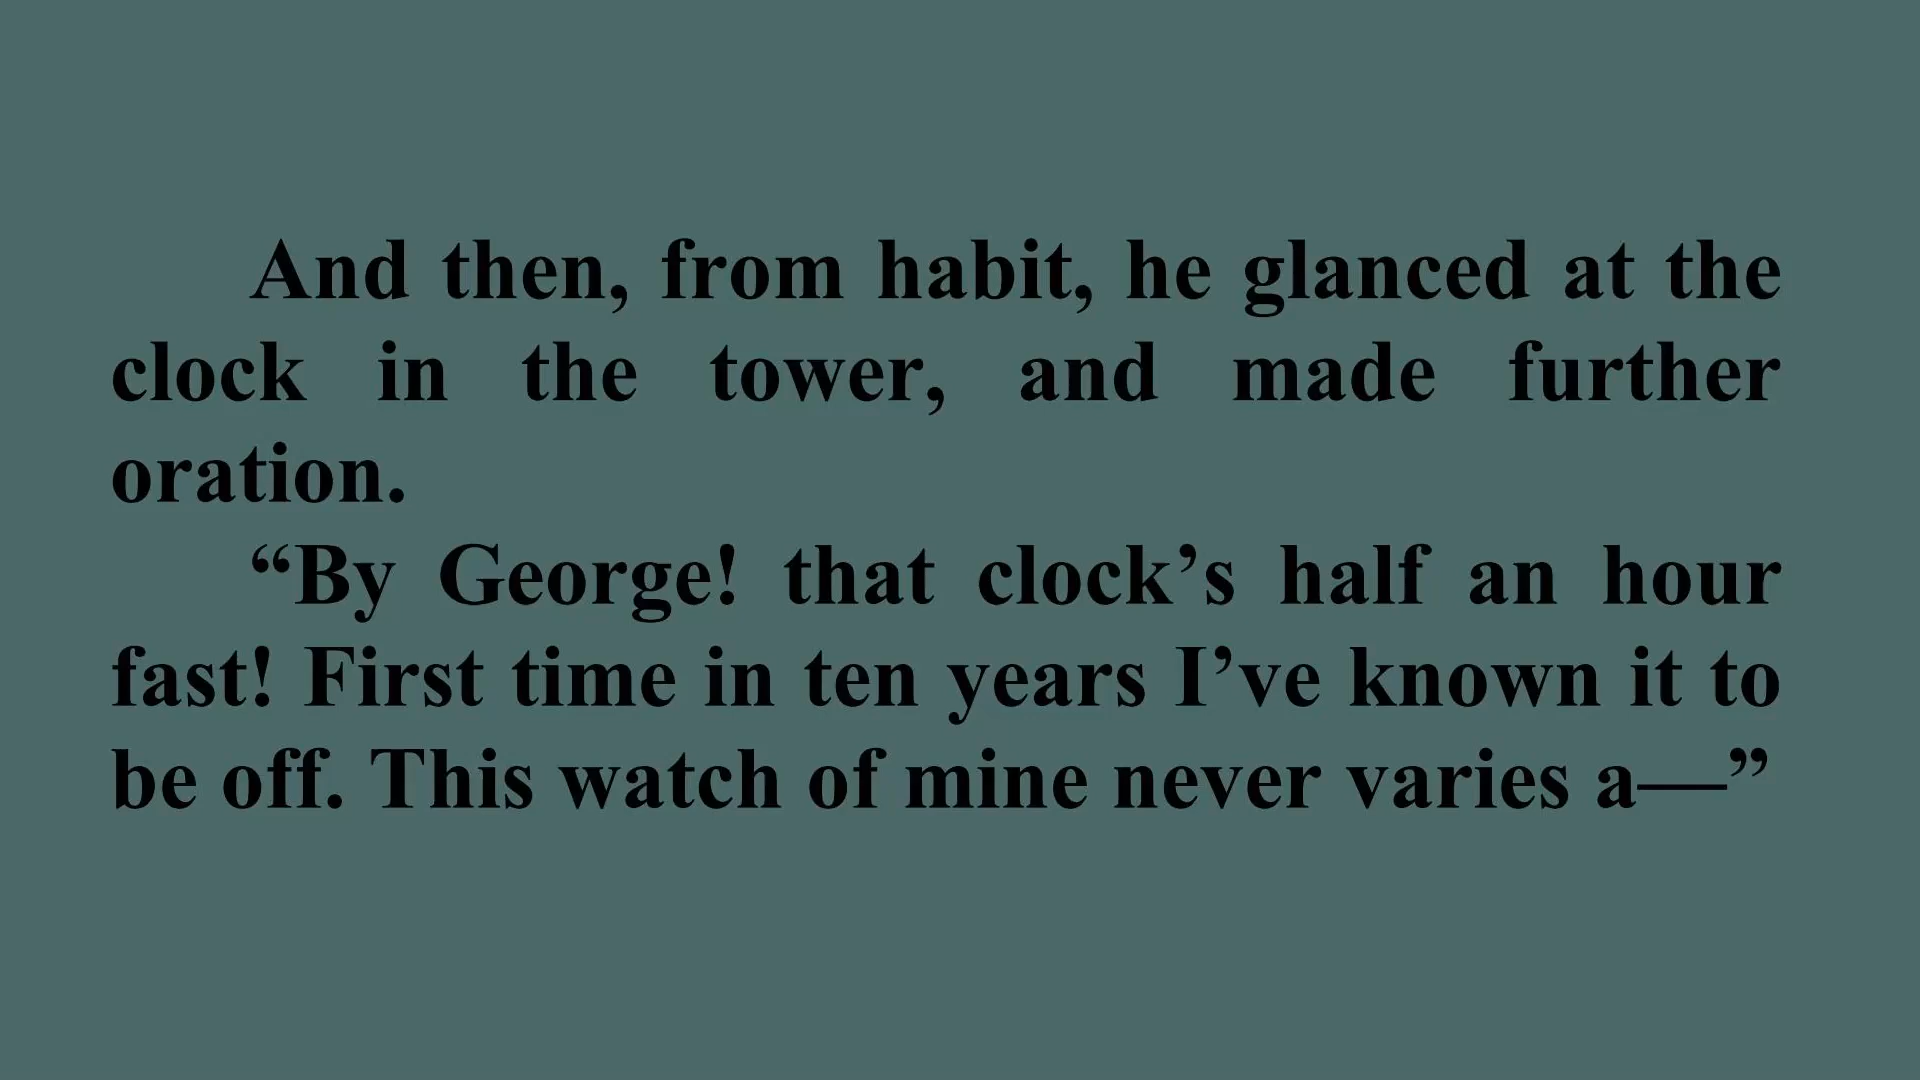 And then, from habit, he glanced at the
clock in the tower, and made further
oration.
“By George! that clock’s half an hour
fast! First time in ten years I’ve known it to
be off. This watch of mine never varies a—”